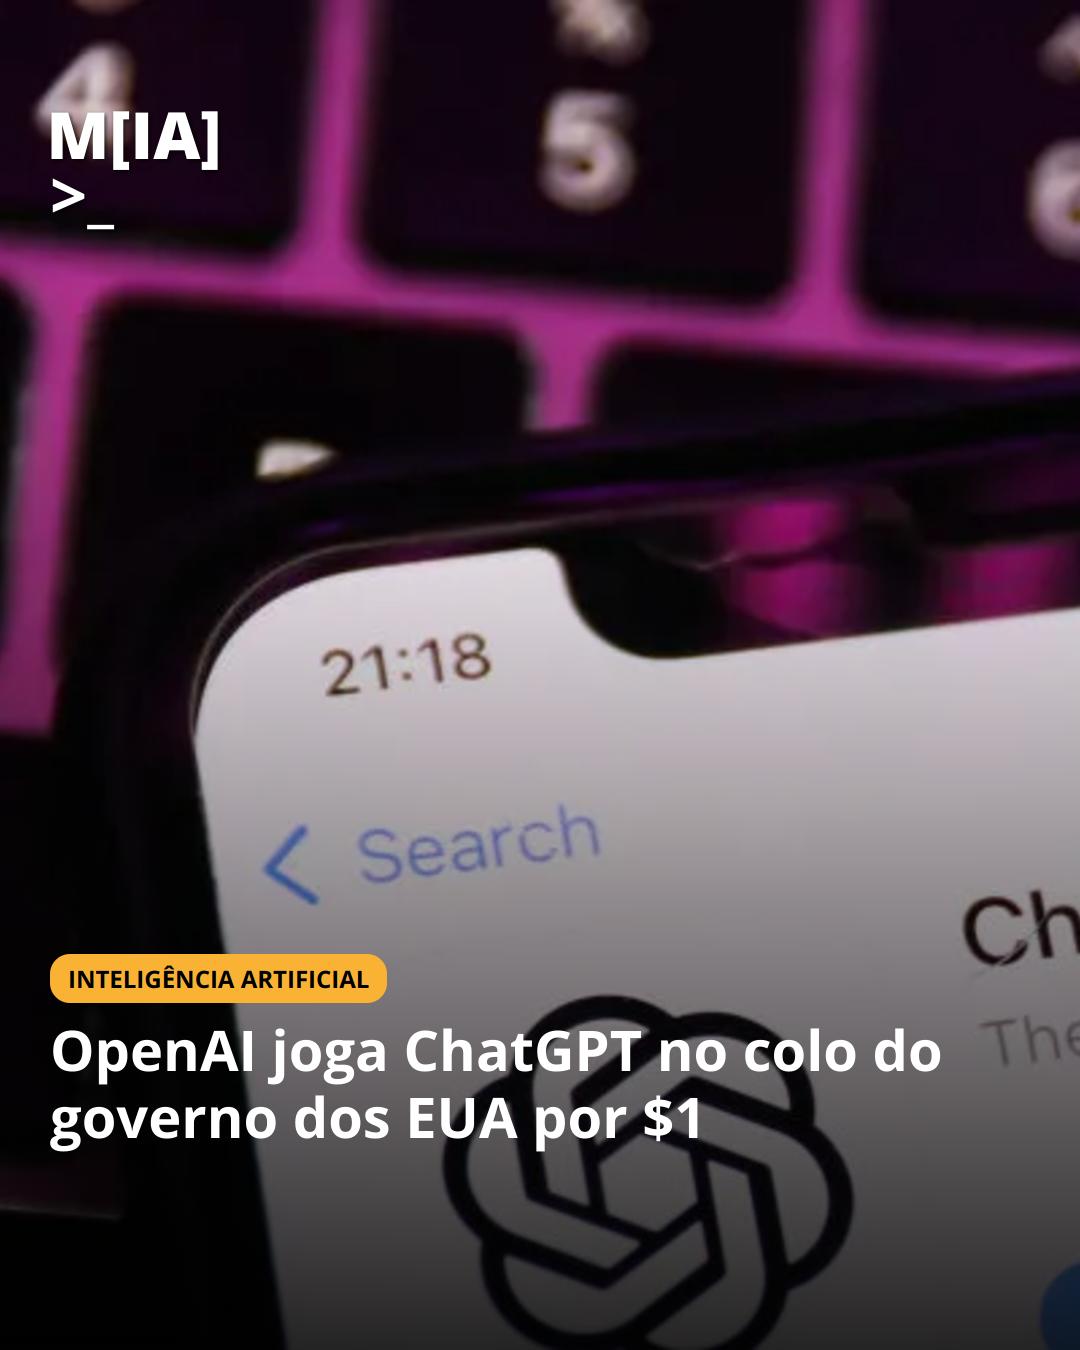 4
5
6
M[IA]
>_
21:18
Search
Ch
The
INTELIGÊNCIA ARTIFICIAL
OpenAI joga ChatGPT no colo do
governo dos EUA por $1